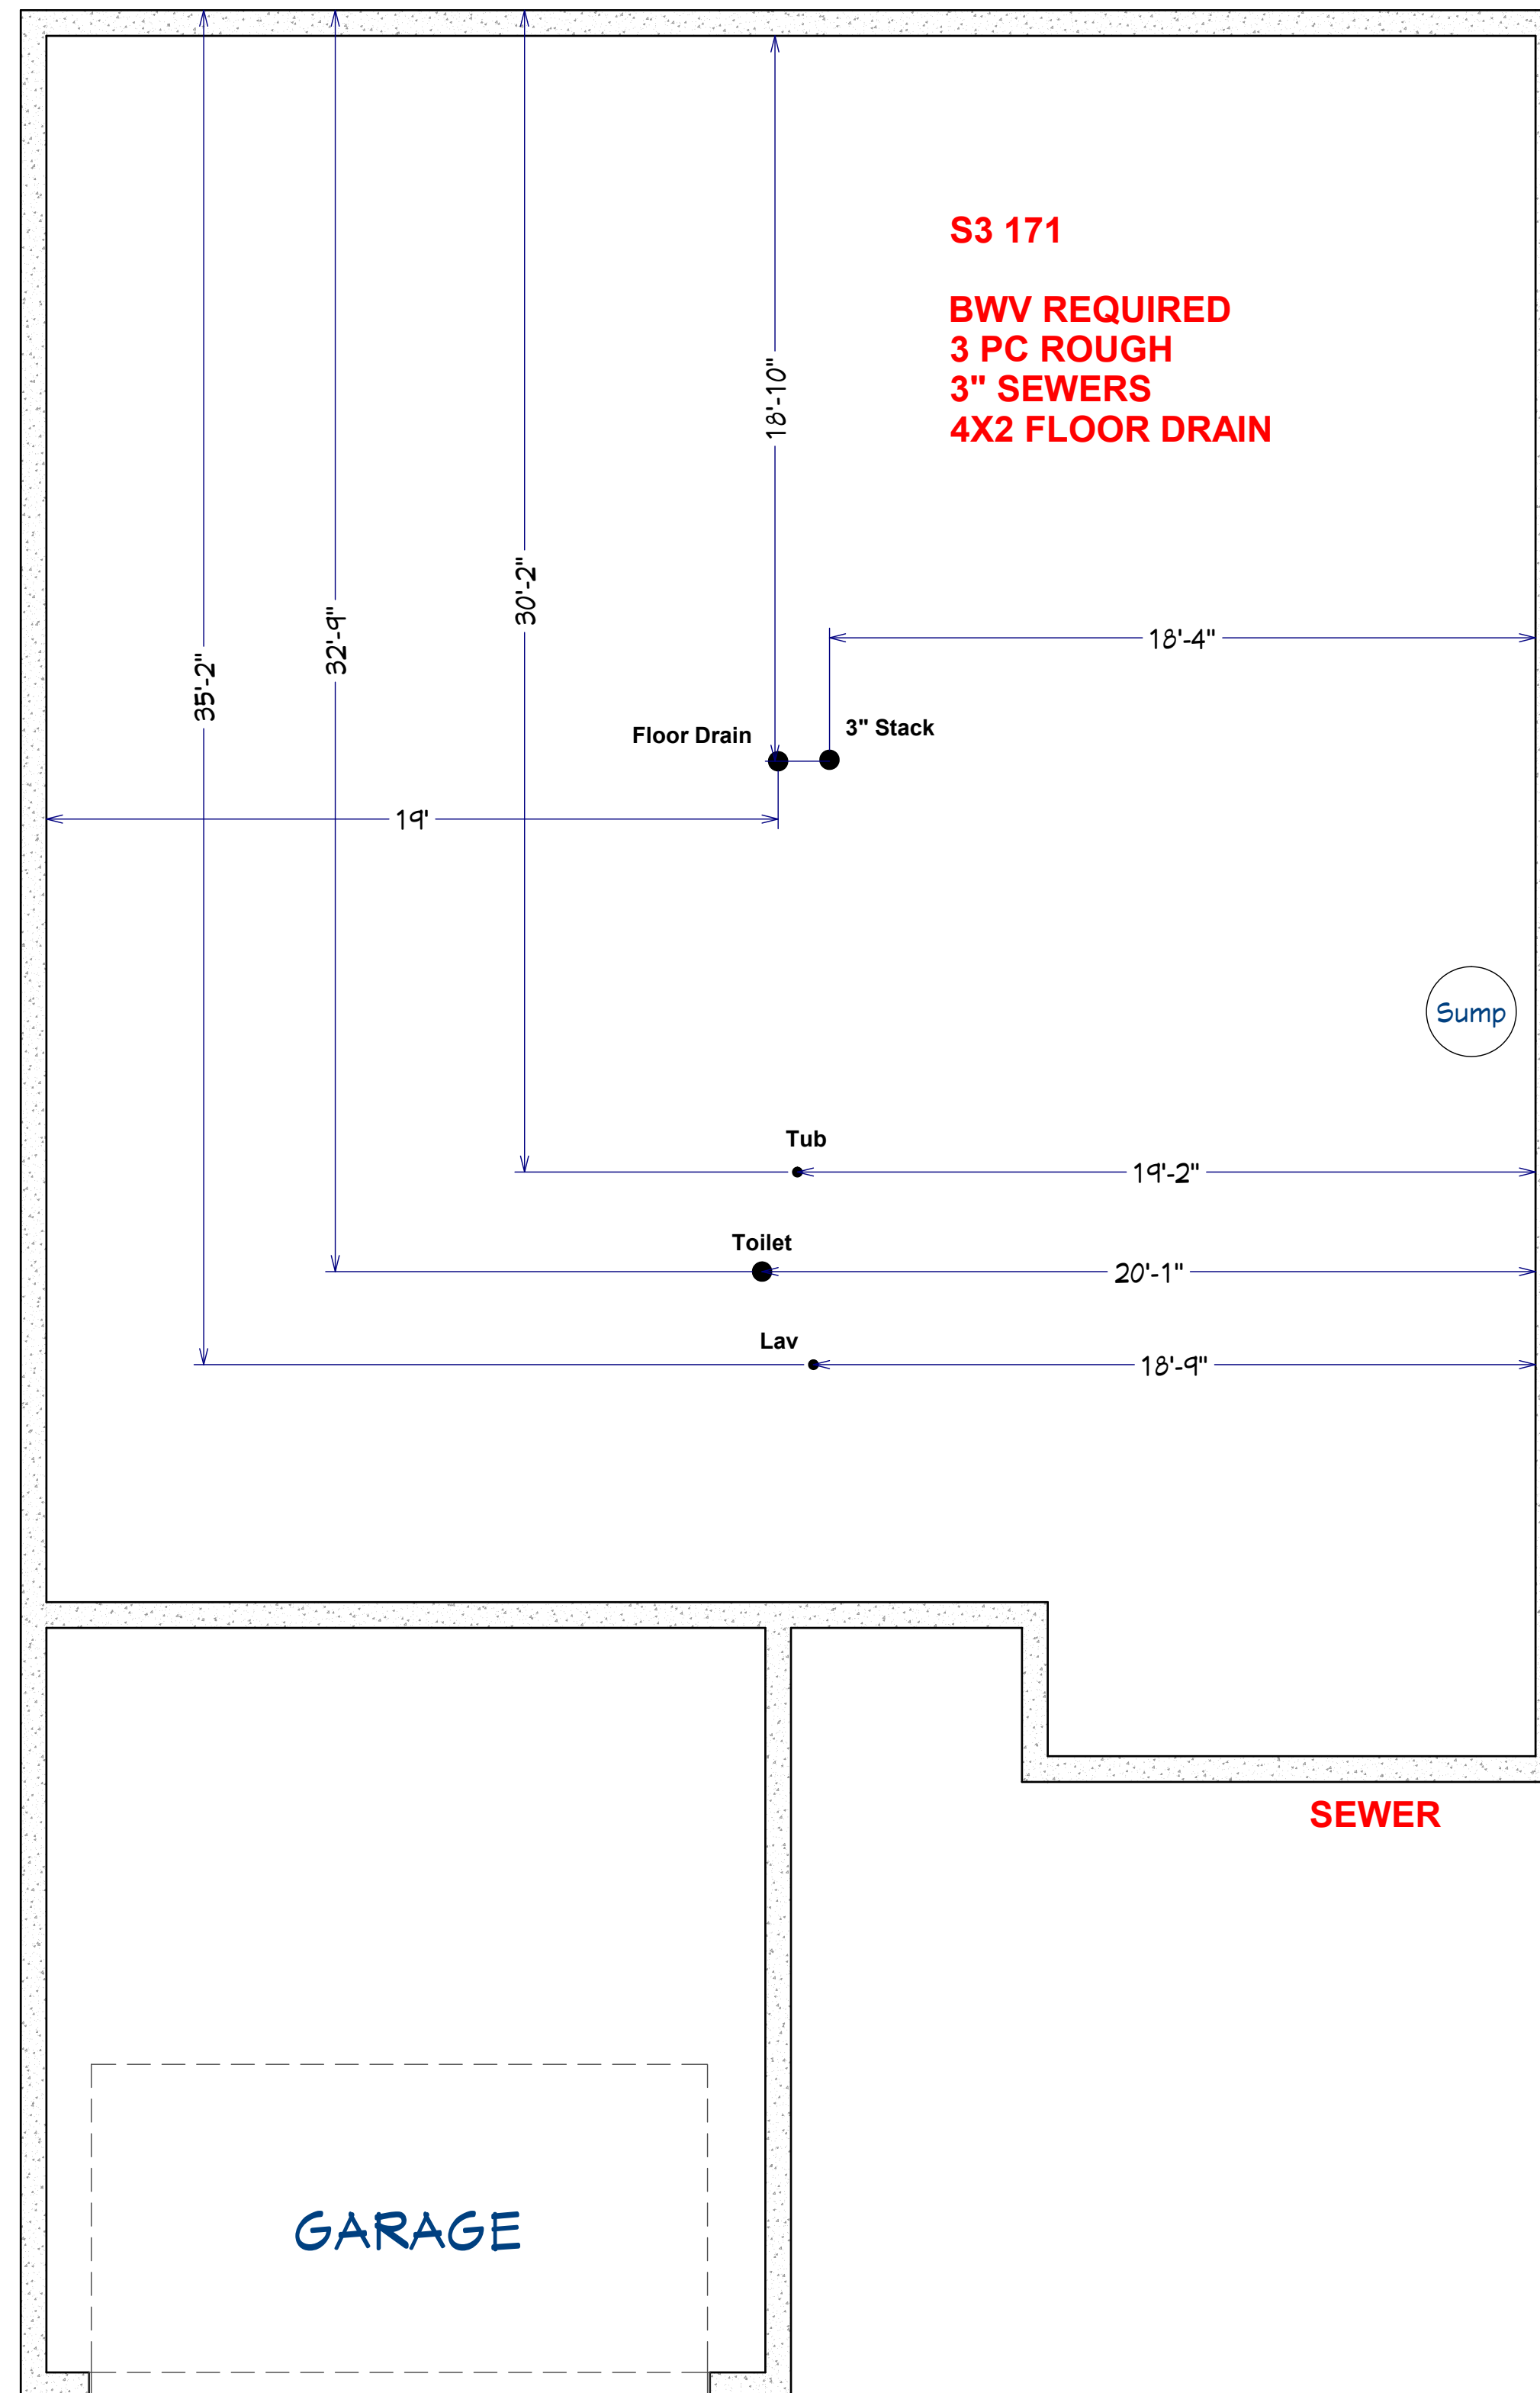 S3 171
BWV REQUIRED
3 PC ROUGH
3" SEWERS
4X2 FLOOR DRAIN
18'-10"
30'-2"
32'-9"
35'-2"
18'-4"
Floor Drain
3" Stack
19'
Sump
Tub
19'-2"
Toilet
20'-1"
Lav
18'-9"
SEWER
GARAGE